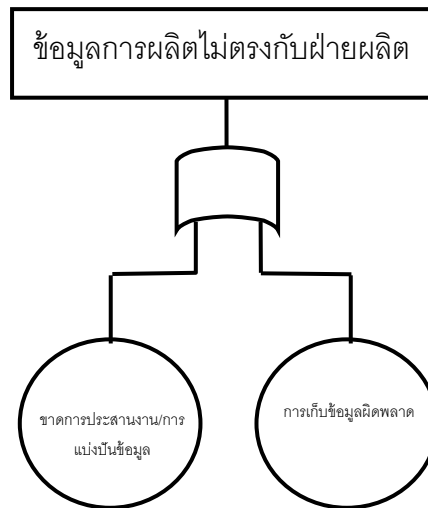 ข้อมูลการผลิตไม่ตรงกับฝ่ายผลิต
ขาดการประสานงาน/การ
แบ่งปันข้อมูล
การเก็บข้อมูลผิดพลาด